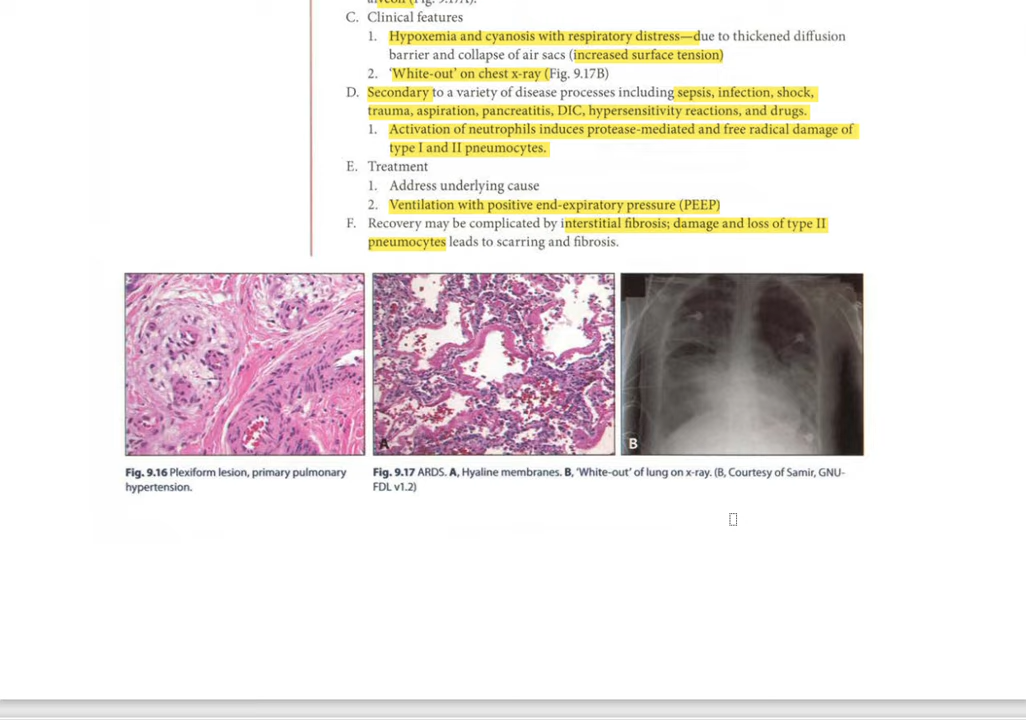 C. Clinical features
1. Hypoxemia and cyanosis with respiratory distress—due to thickened diffusion
barrier and collapse of air sacs (increased surface tension)
2. 'White-out' on chest x-ray (Fig. 9.17B)
D. Secondary to a variety of disease processes including sepsis, infection, shock,
trauma, aspiration, pancreatitis, DIC, hypersensitivity reactions, and drugs.
1. Activation of neutrophils induces protease-mediated and free radical damage of
type I and II pneumocytes.
E. Treatment
1. Address underlying cause
2. Ventilation with positive end-expiratory pressure (PEEP)
F. Recovery may be complicated by interstitial fibrosis; damage and loss of type II
pneumocytes leads to scarring and fibrosis.
A
B
Fig. 9.16 Plexiform lesion, primary pulmonary
hypertension.
Fig. 9.17 ARDS. A, Hyaline membranes. B, 'White-out' of lung on x-ray. (B, Courtesy of Samir, GNU-
FDL v1.2)